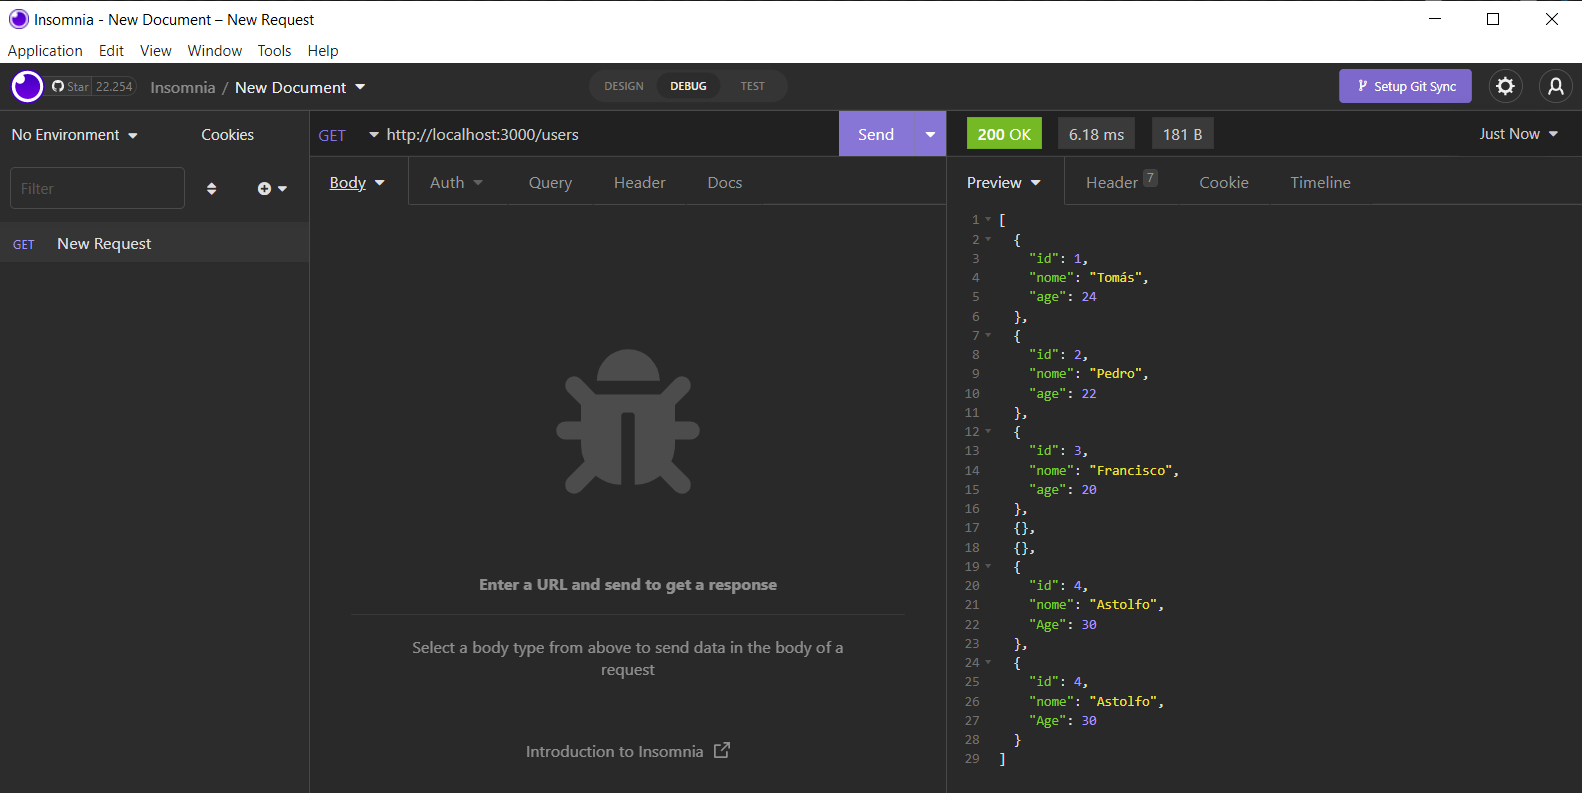 Insomnia - New Document – New Request
Application Edit View Window Tools Help
Star 22.254 Insomnia / New Document DESIGN DEBUG TEST Setup Git Sync
No Environment Cookies
Filter
GET New Request
GET http://localhost:3000/users Send
Body Auth Query Header Docs
Enter a URL and send to get a response
Select a body type from above to send data in the body of a
request
Introduction to Insomnia
200 OK 6.18 ms 181 B Just Now
Preview Header 7 Cookie Timeline
1 [
2 {
3 "id": 1,
4 "nome": "Tomás",
5 "age": 24
6 },
7 {
8 "id": 2,
9 "nome": "Pedro",
10 "age": 22
11 },
12 {
13 "id": 3,
14 "nome": "Francisco",
15 "age": 20
16 },
17 {},
18 {},
19 {
20 "id": 4,
21 "nome": "Astolfo",
22 "Age": 30
23 },
24 {
25 "id": 4,
26 "nome": "Astolfo",
27 "Age": 30
28 }
29 ]